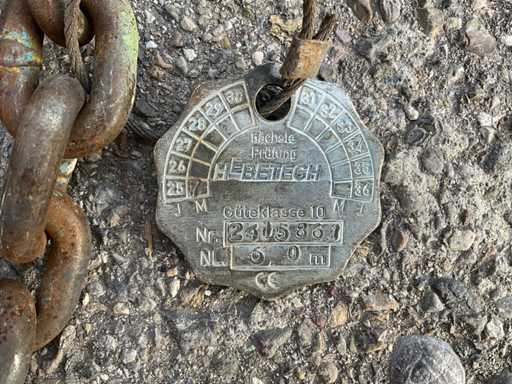 25 26 27 28 29 30 31 32 33 34 35 36
Nächste
Prüfung
HEBETECH
J M M J
Güteklasse 10
Nr.
NL. 6,0 m
CE